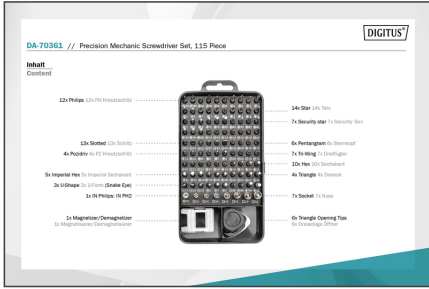 DIGITUS®
DA-70361 // Precision Mechanic Screwdriver Set, 115 Piece
Inhalt
Content
12x Philips 12x PH Kreuzschlitz
13x Slotted 13x Schlitz
4x Pozidriv 4x PZ Kreuzschlitz
5x Imperial Hex 5x Imperial Sechskant
3x U-Shape 3x U-Form (Snake Eye)
1x IN Philips: IN PH2
1x Magnetizer/Demagnetizer
1x Magnetisierer/Demagnetisierer
14x Star 14x Torx
7x Security star 7x Security Torx
6x Pentangram 6x Sternkopf
7x Tri-Wing 7x Dreiflügler
10x Hex 10x Sechskant
4x Triangle 4x Dreieck
7x Socket 7x Nuss
6x Triangle Opening Tips
6x Dreieckige Öffner